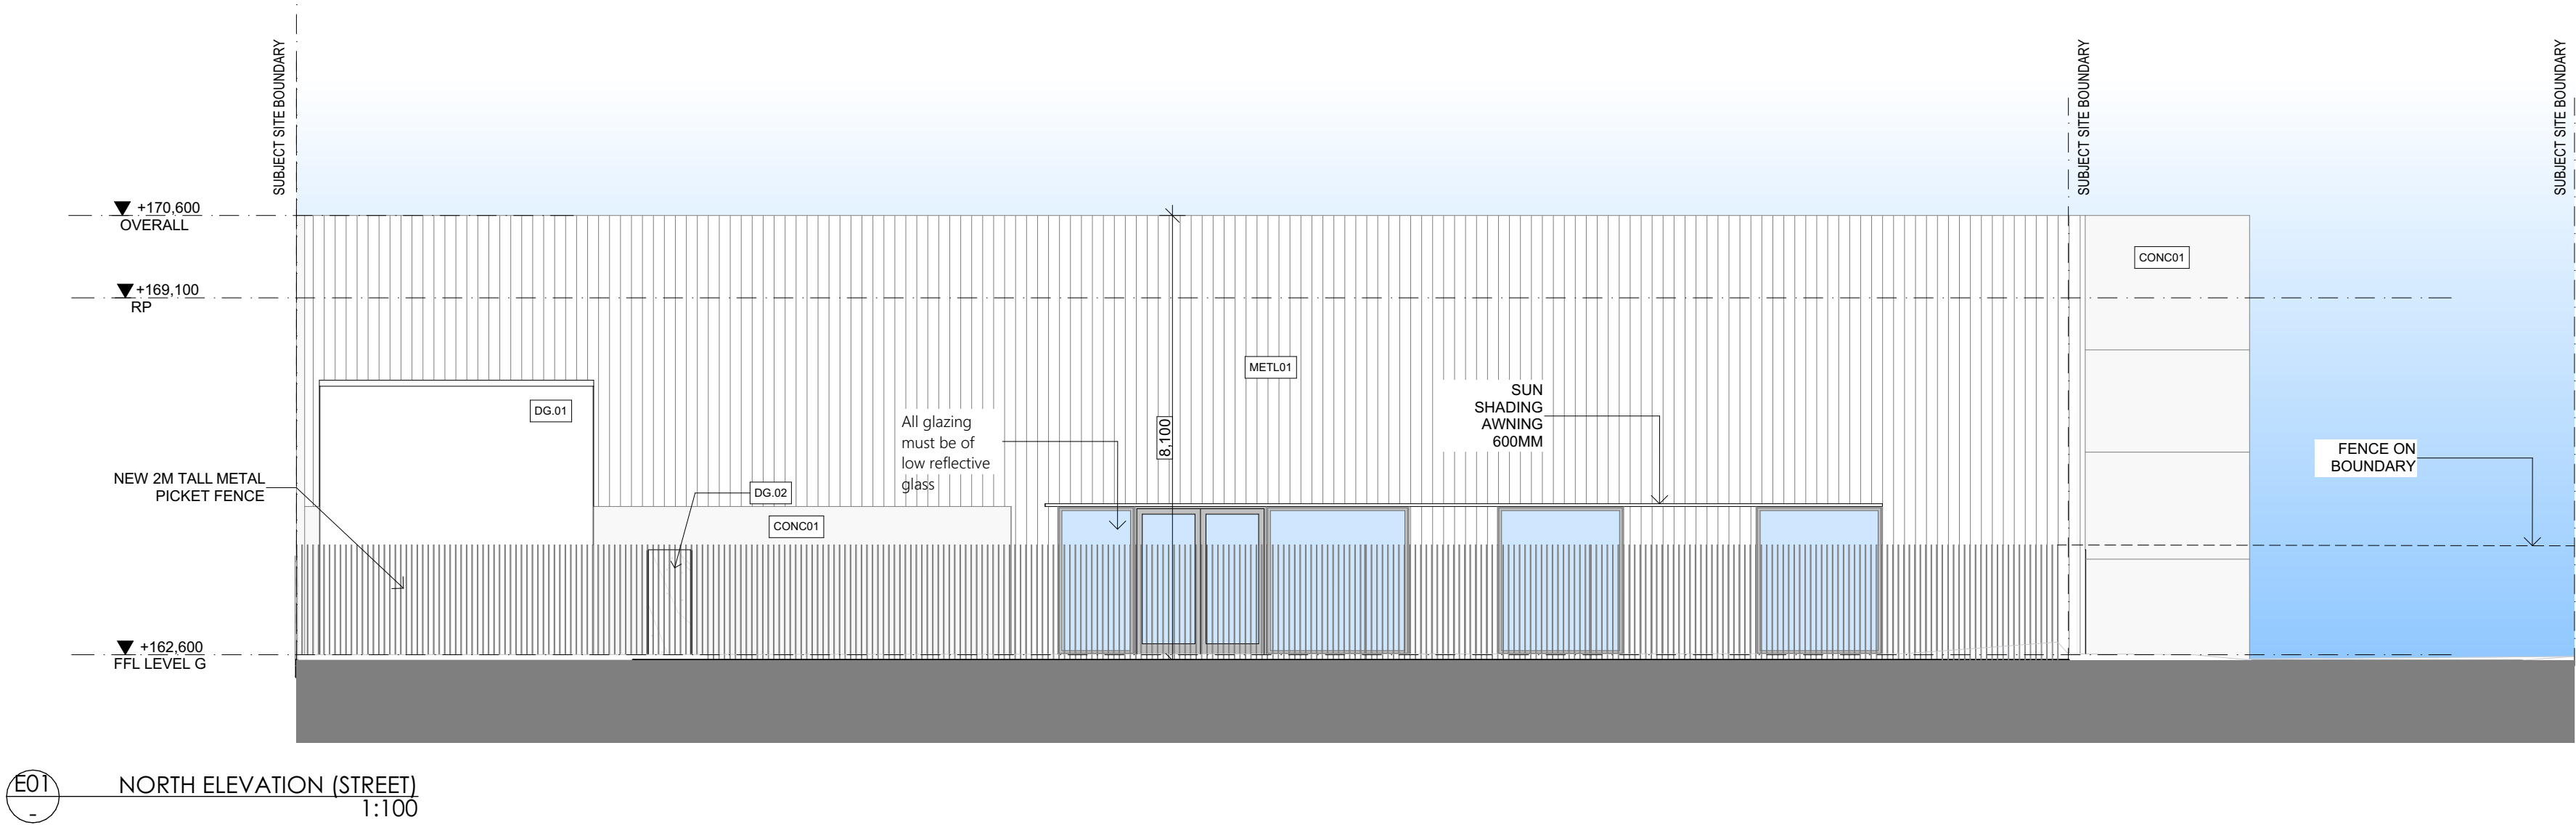 SUBJECT SITE BOUNDARY
SUBJECT SITE BOUNDARY
SUBJECT SITE BOUNDARY
+170,600
OVERALL
CONC01
+169,100
RP
METL01
SUN
SHADING
AWNING
600MM
DG.01
All glazing
must be of
low reflective
glass
8,100
FENCE ON
BOUNDARY
NEW 2M TALL METAL
PICKET FENCE
DG.02
CONC01
+162,600
FFL LEVEL G
E01
-
NORTH ELEVATION (STREET)
1:100